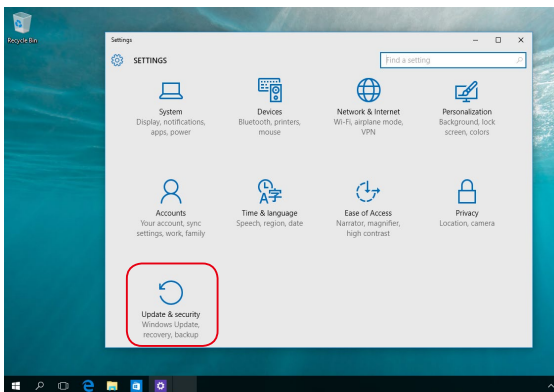 Recycle Bin
Settings
SETTINGS
Find a setting
System
Display, notifications,
apps, power
Devices
Bluetooth, printers,
mouse
Network & Internet
Wi-Fi, airplane mode,
VPN
Personalization
Background, lock
screen, colors
Accounts
Your account, sync
settings, work, family
Time & language
Speech, region, date
Ease of Access
Narrator, magnifier,
high contrast
Privacy
Location, camera
Update & security
Windows Update,
recovery, backup